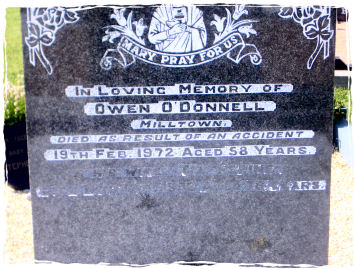 MARY PRAY FOR US
IN LOVING MEMORY OF
OWEN O'DONNELL
MILLTOWN.
DIED AS RESULT OF AN ACCIDENT
19TH FEB. 1972 AGED 58 YEARS.